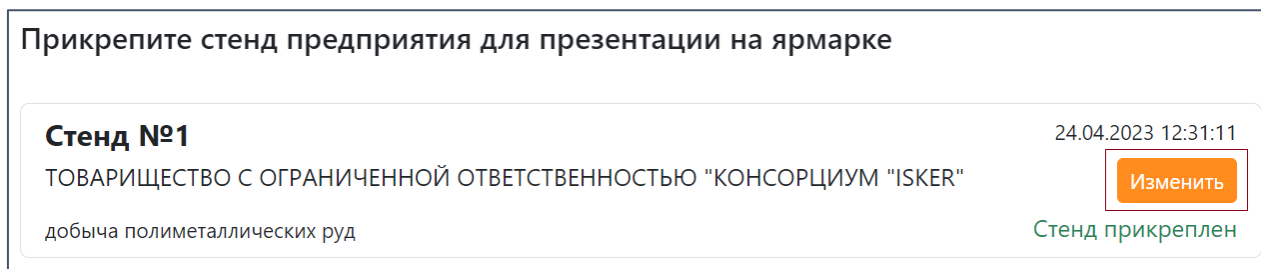 Прикрепите стенд предприятия для презентации на ярмарке
Стенд №1
24.04.2023 12:31:11
ТОВАРИЩЕСТВО С ОГРАНИЧЕННОЙ ОТВЕТСТВЕННОСТЬЮ "КОНСОРЦИУМ "ISKER"
Изменить
добыча полиметаллических руд
Стенд прикреплен